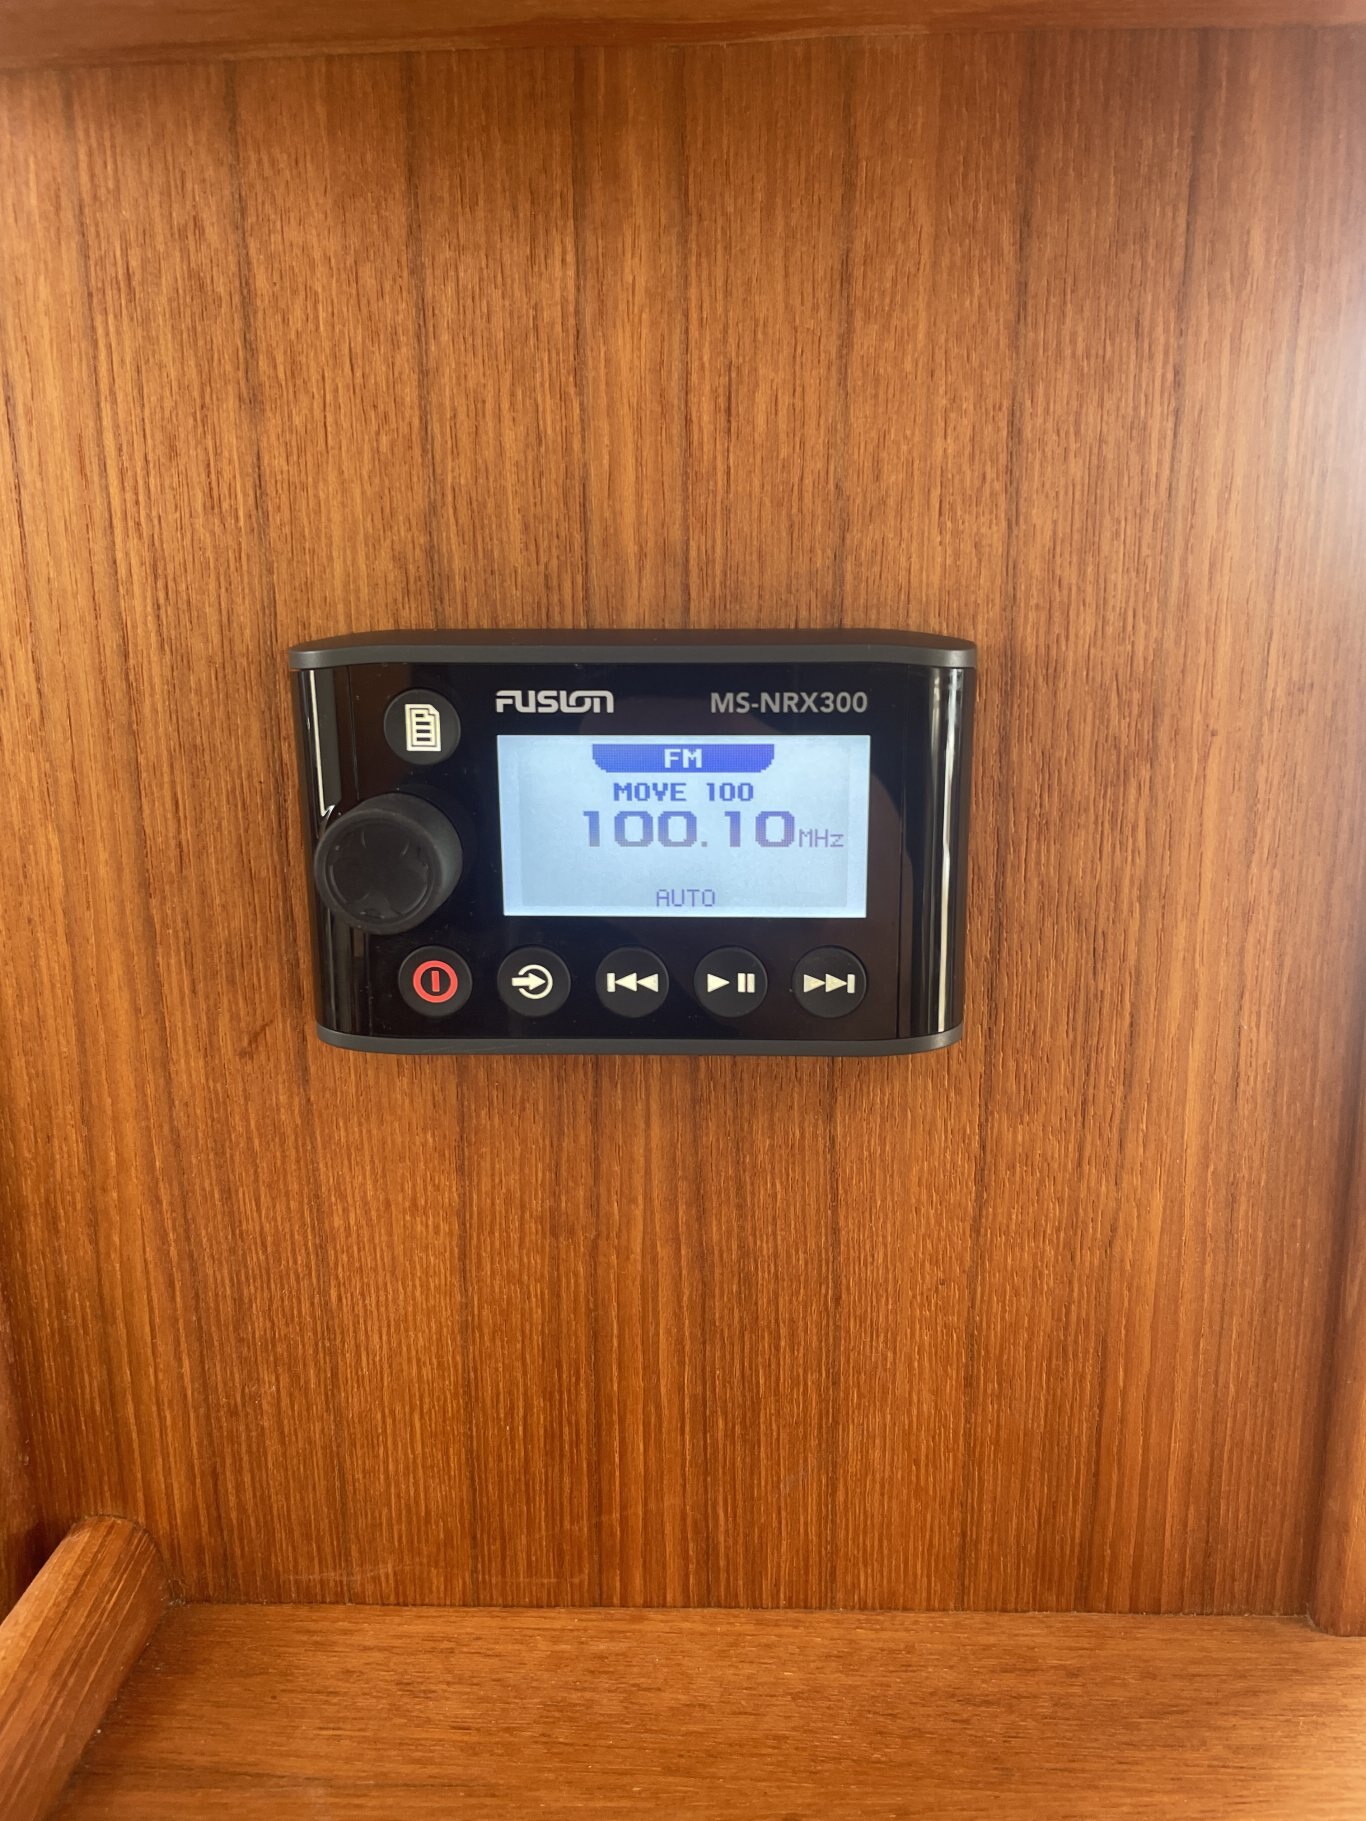 FUSION MS-NRX300
FM
MOVE 100
100.10MHz
AUTO